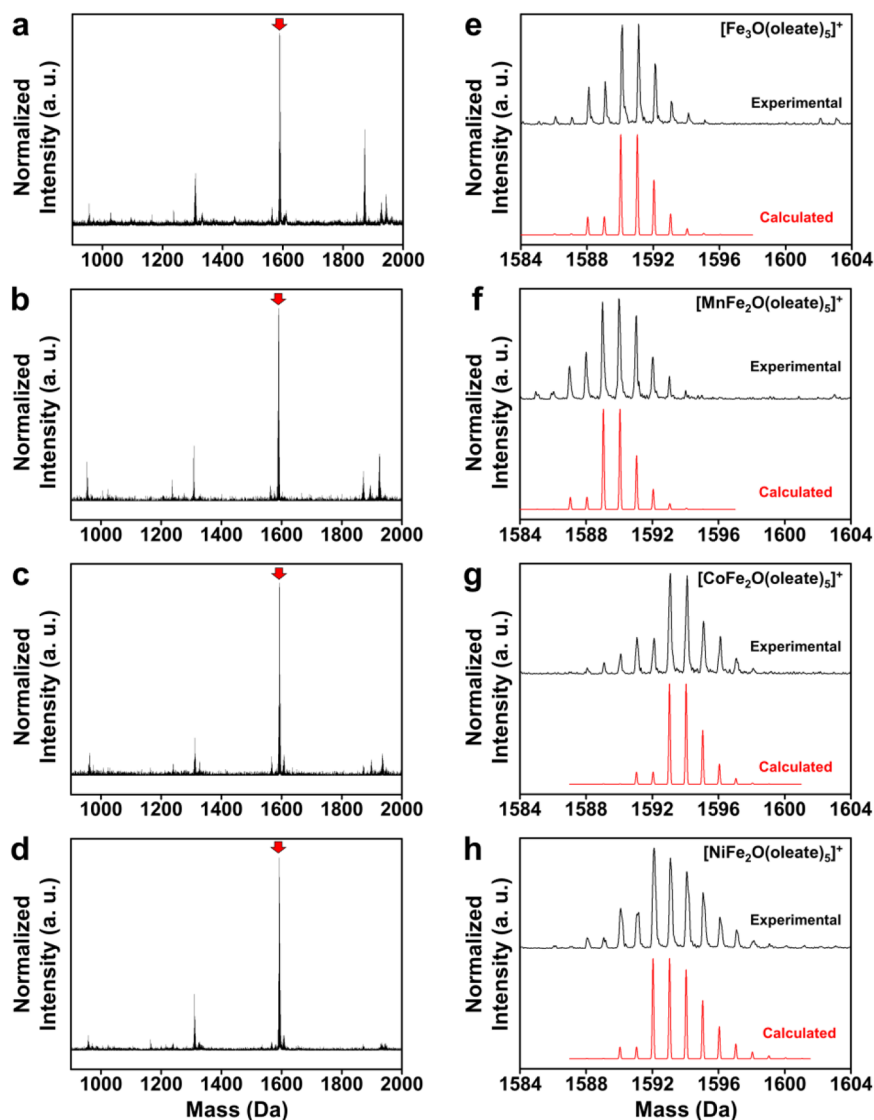 a
Normalized
Intensity (a. u.)
1000 1200 1400 1600 1800 2000
e
Normalized
Intensity (a. u.)
[Fe₃O(oleate)₅]⁺
Experimental
Calculated
1584 1588 1592 1596 1600 1604
b
Normalized
Intensity (a. u.)
1000 1200 1400 1600 1800 2000
f
Normalized
Intensity (a. u.)
[MnFe₂O(oleate)₅]⁺
Experimental
Calculated
1584 1588 1592 1596 1600 1604
c
Normalized
Intensity (a. u.)
1000 1200 1400 1600 1800 2000
g
Normalized
Intensity (a. u.)
[CoFe₂O(oleate)₅]⁺
Experimental
Calculated
1584 1588 1592 1596 1600 1604
d
Normalized
Intensity (a. u.)
1000 1200 1400 1600 1800 2000
Mass (Da)
h
Normalized
Intensity (a. u.)
[NiFe₂O(oleate)₅]⁺
Experimental
Calculated
1584 1588 1592 1596 1600 1604
Mass (Da)